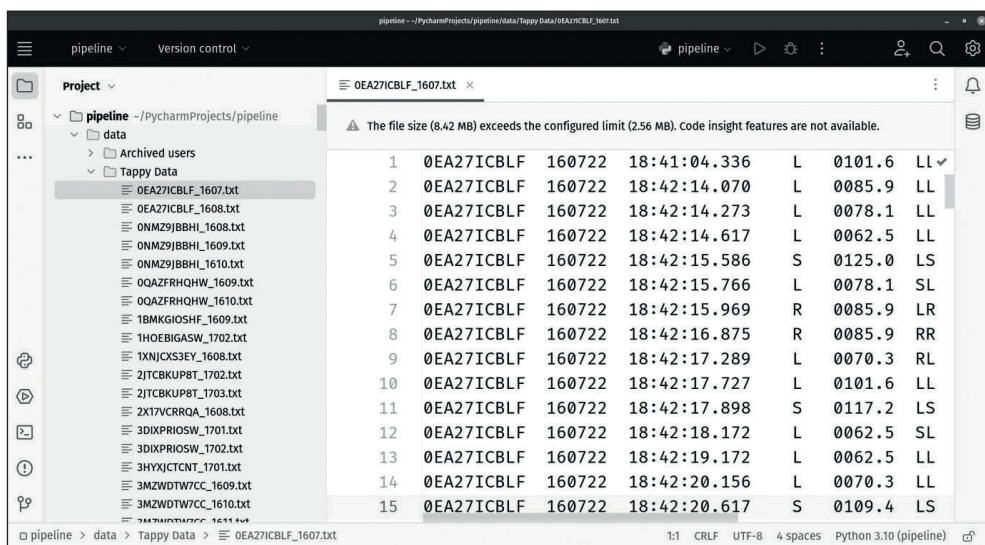 pipeline – ~/PycharmProjects/pipeline/data/Tappy Data/0EA27ICBLF_1607.txt
pipeline Version control pipeline
Project
0EA27ICBLF_1607.txt ×
pipeline ~/PycharmProjects/pipeline
data
Archived users
Tappy Data
0EA27ICBLF_1607.txt
0EA27ICBLF_1608.txt
0NMZ9JBBHI_1608.txt
0NMZ9JBBHI_1609.txt
0NMZ9JBBHI_1610.txt
0QAZFRHQHW_1609.txt
0QAZFRHQHW_1610.txt
1BMKGIOSHF_1609.txt
1HOEBIGASW_1702.txt
1XNJCXS3EY_1608.txt
2JTCBKUP8T_1702.txt
2JTCBKUP8T_1703.txt
2X17VCRRQA_1608.txt
3DIXPRIOSW_1701.txt
3DIXPRIOSW_1702.txt
3HYXJCTCNT_1701.txt
3MZWDTW7CC_1609.txt
3MZWDTW7CC_1610.txt
3MZWDTW7CC_1611.txt
The file size (8.42 MB) exceeds the configured limit (2.56 MB). Code insight features are not available.
1 0EA27ICBLF 160722 18:41:04.336 L 0101.6 LL
2 0EA27ICBLF 160722 18:42:14.070 L 0085.9 LL
3 0EA27ICBLF 160722 18:42:14.273 L 0078.1 LL
4 0EA27ICBLF 160722 18:42:14.617 L 0062.5 LL
5 0EA27ICBLF 160722 18:42:15.586 S 0125.0 LS
6 0EA27ICBLF 160722 18:42:15.766 L 0078.1 SL
7 0EA27ICBLF 160722 18:42:15.969 R 0085.9 LR
8 0EA27ICBLF 160722 18:42:16.875 R 0085.9 RR
9 0EA27ICBLF 160722 18:42:17.289 L 0070.3 RL
10 0EA27ICBLF 160722 18:42:17.727 L 0101.6 LL
11 0EA27ICBLF 160722 18:42:17.898 S 0117.2 LS
12 0EA27ICBLF 160722 18:42:18.172 L 0062.5 SL
13 0EA27ICBLF 160722 18:42:19.172 L 0062.5 LL
14 0EA27ICBLF 160722 18:42:20.156 L 0070.3 LL
15 0EA27ICBLF 160722 18:42:20.617 S 0109.4 LS
pipeline > data > Tappy Data > 0EA27ICBLF_1607.txt 1:1 CRLF UTF-8 4 spaces Python 3.10 (pipeline)